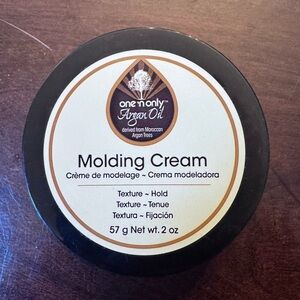 one 'n only™
Argan Oil
derived from Moroccan
Argan Trees
Molding Cream
Crème de modelage ~ Crema modeladora
Texture ~ Hold
Texture ~ Tenue
Textura ~ Fijación
57 g Net wt. 2 oz